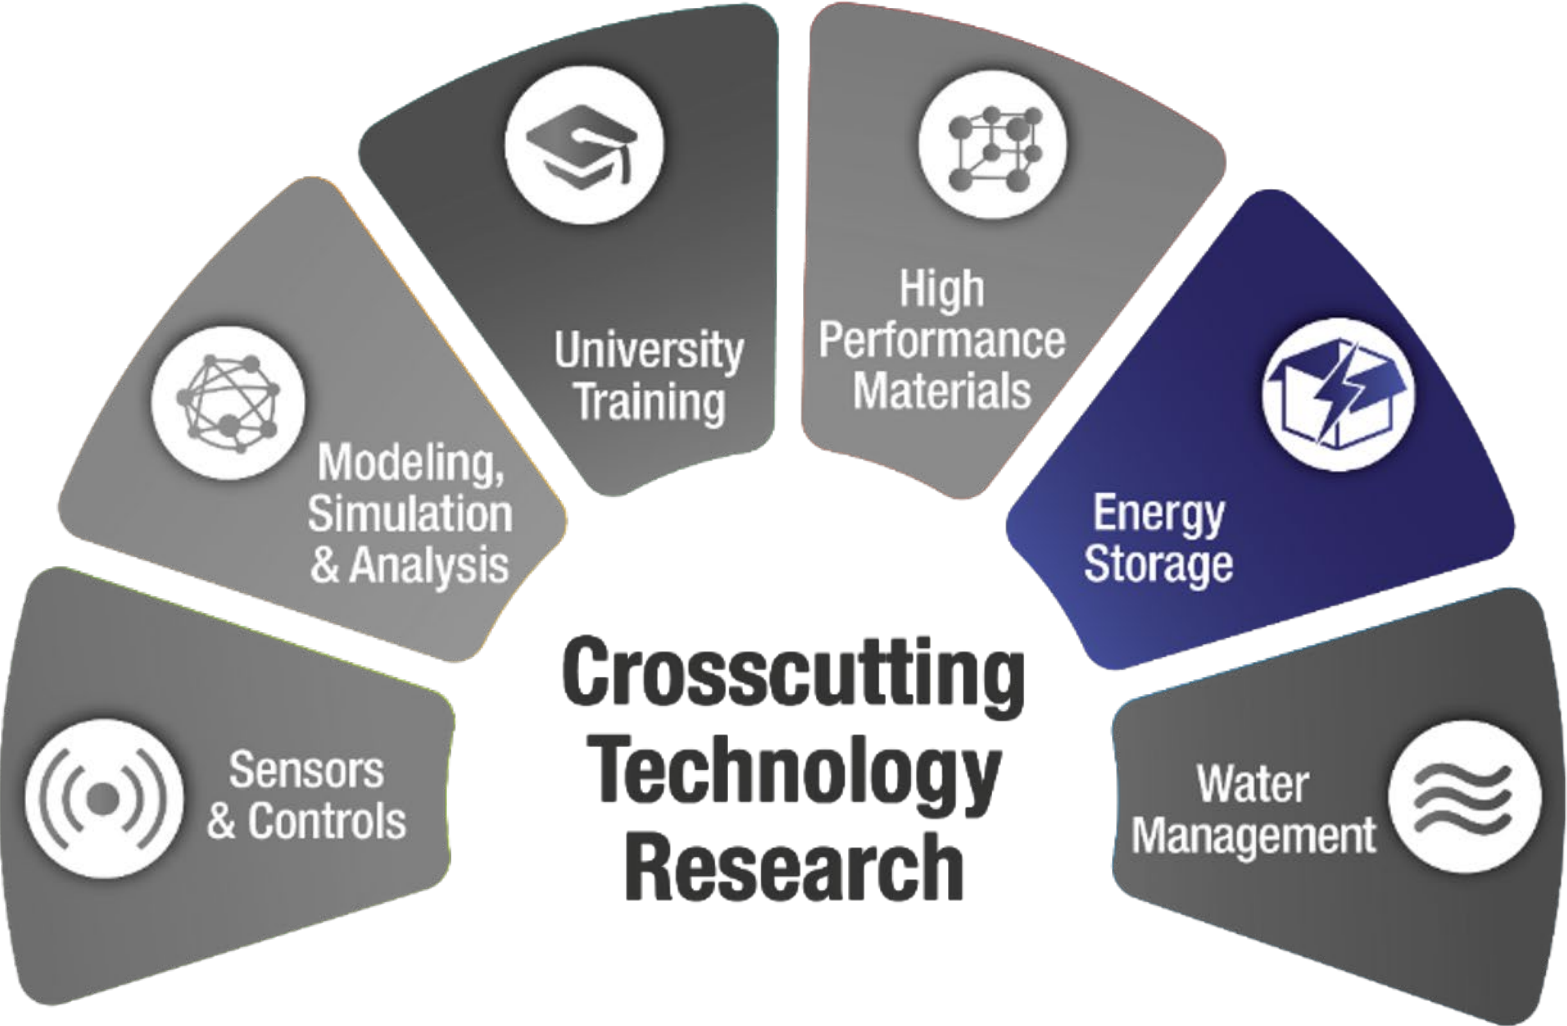 Sensors
& Controls
Modeling,
Simulation
& Analysis
University
Training
High
Performance
Materials
Energy
Storage
Water
Management
Crosscutting
Technology
Research